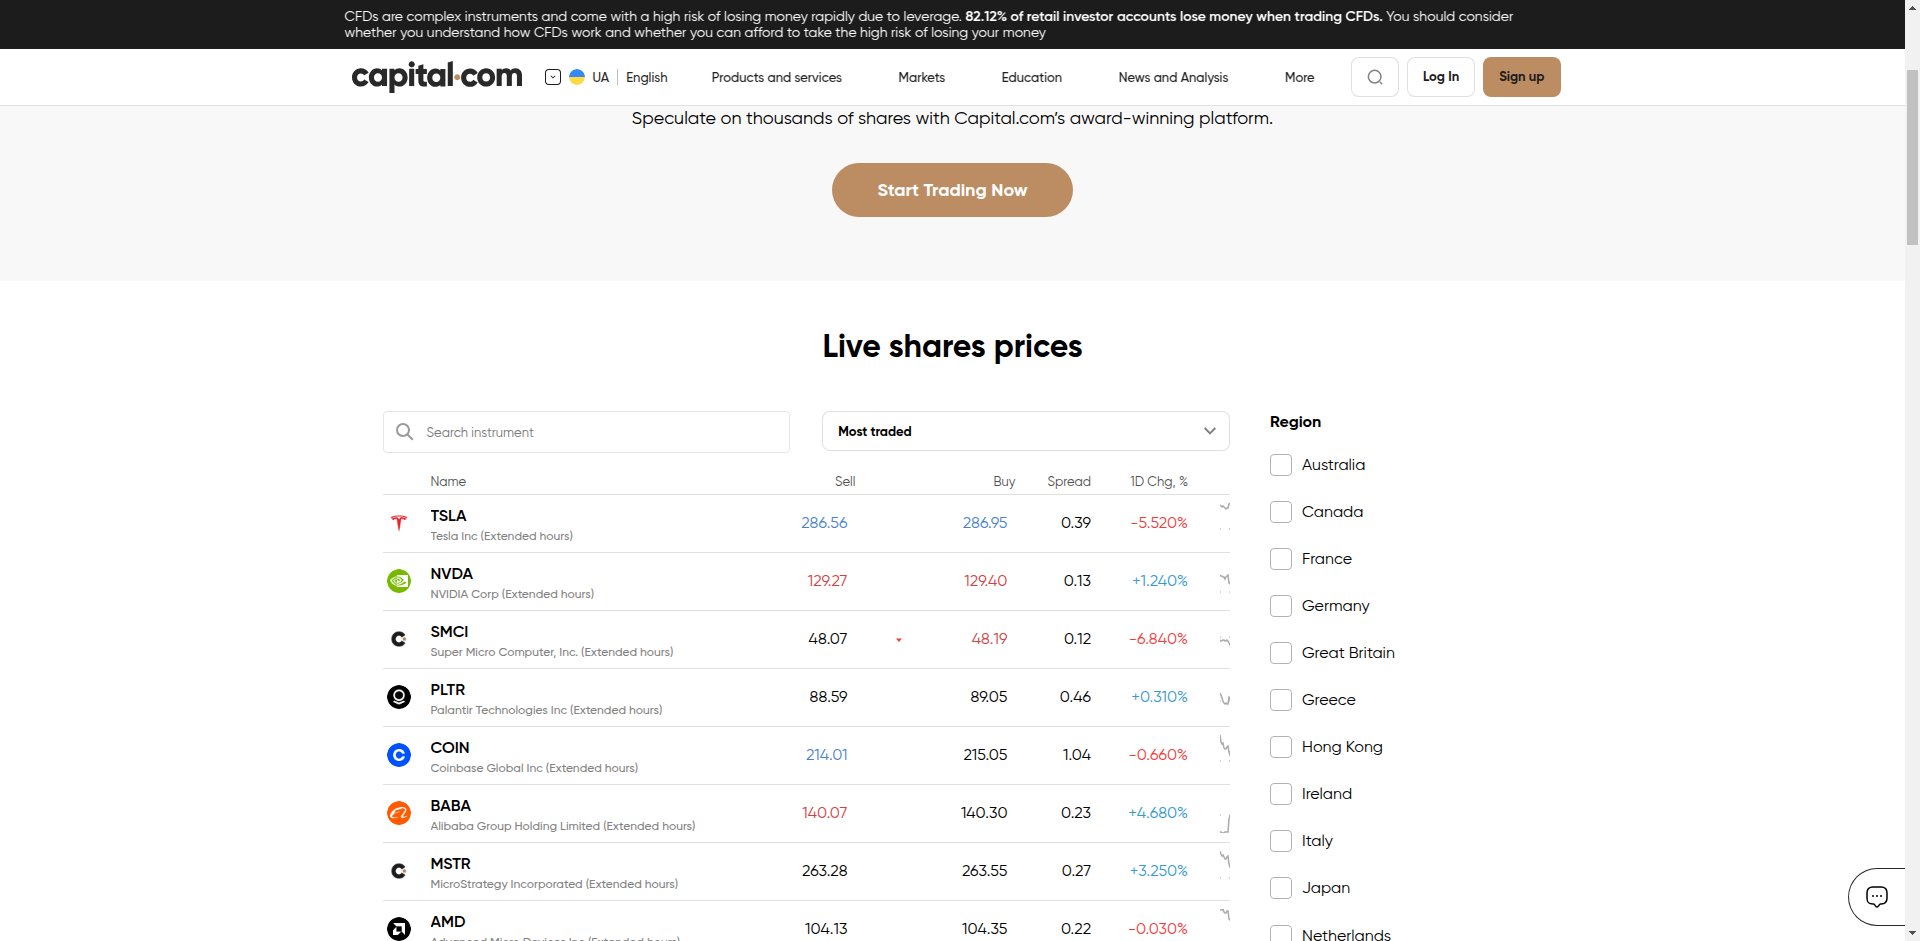 CFDs are complex instruments and come with a high risk of losing money rapidly due to leverage. 82.12% of retail investor accounts lose money when trading CFDs. You should consider
whether you understand how CFDs work and whether you can afford to take the high risk of losing your money
capital.com UA English Products and services Markets Education News and Analysis More Log In Sign up
Speculate on thousands of shares with Capital.com’s award-winning platform.
Start Trading Now
Live shares prices
Search instrument
Most traded
Name Sell Buy Spread 1D Chg, %
TSLA
Tesla Inc (Extended hours)
286.56 286.95 0.39 -5.520%
NVDA
NVIDIA Corp (Extended hours)
129.27 129.40 0.13 +1.240%
SMCI
Super Micro Computer, Inc. (Extended hours)
48.07 48.19 0.12 -6.840%
PLTR
Palantir Technologies Inc (Extended hours)
88.59 89.05 0.46 +0.310%
COIN
Coinbase Global Inc (Extended hours)
214.01 215.05 1.04 -0.660%
BABA
Alibaba Group Holding Limited (Extended hours)
140.07 140.30 0.23 +4.680%
MSTR
MicroStrategy Incorporated (Extended hours)
263.28 263.55 0.27 +3.250%
AMD
Advanced Micro Devices Inc (Extended hours)
104.13 104.35 0.22 -0.030%
Region
Australia
Canada
France
Germany
Great Britain
Greece
Hong Kong
Ireland
Italy
Japan
Netherlands